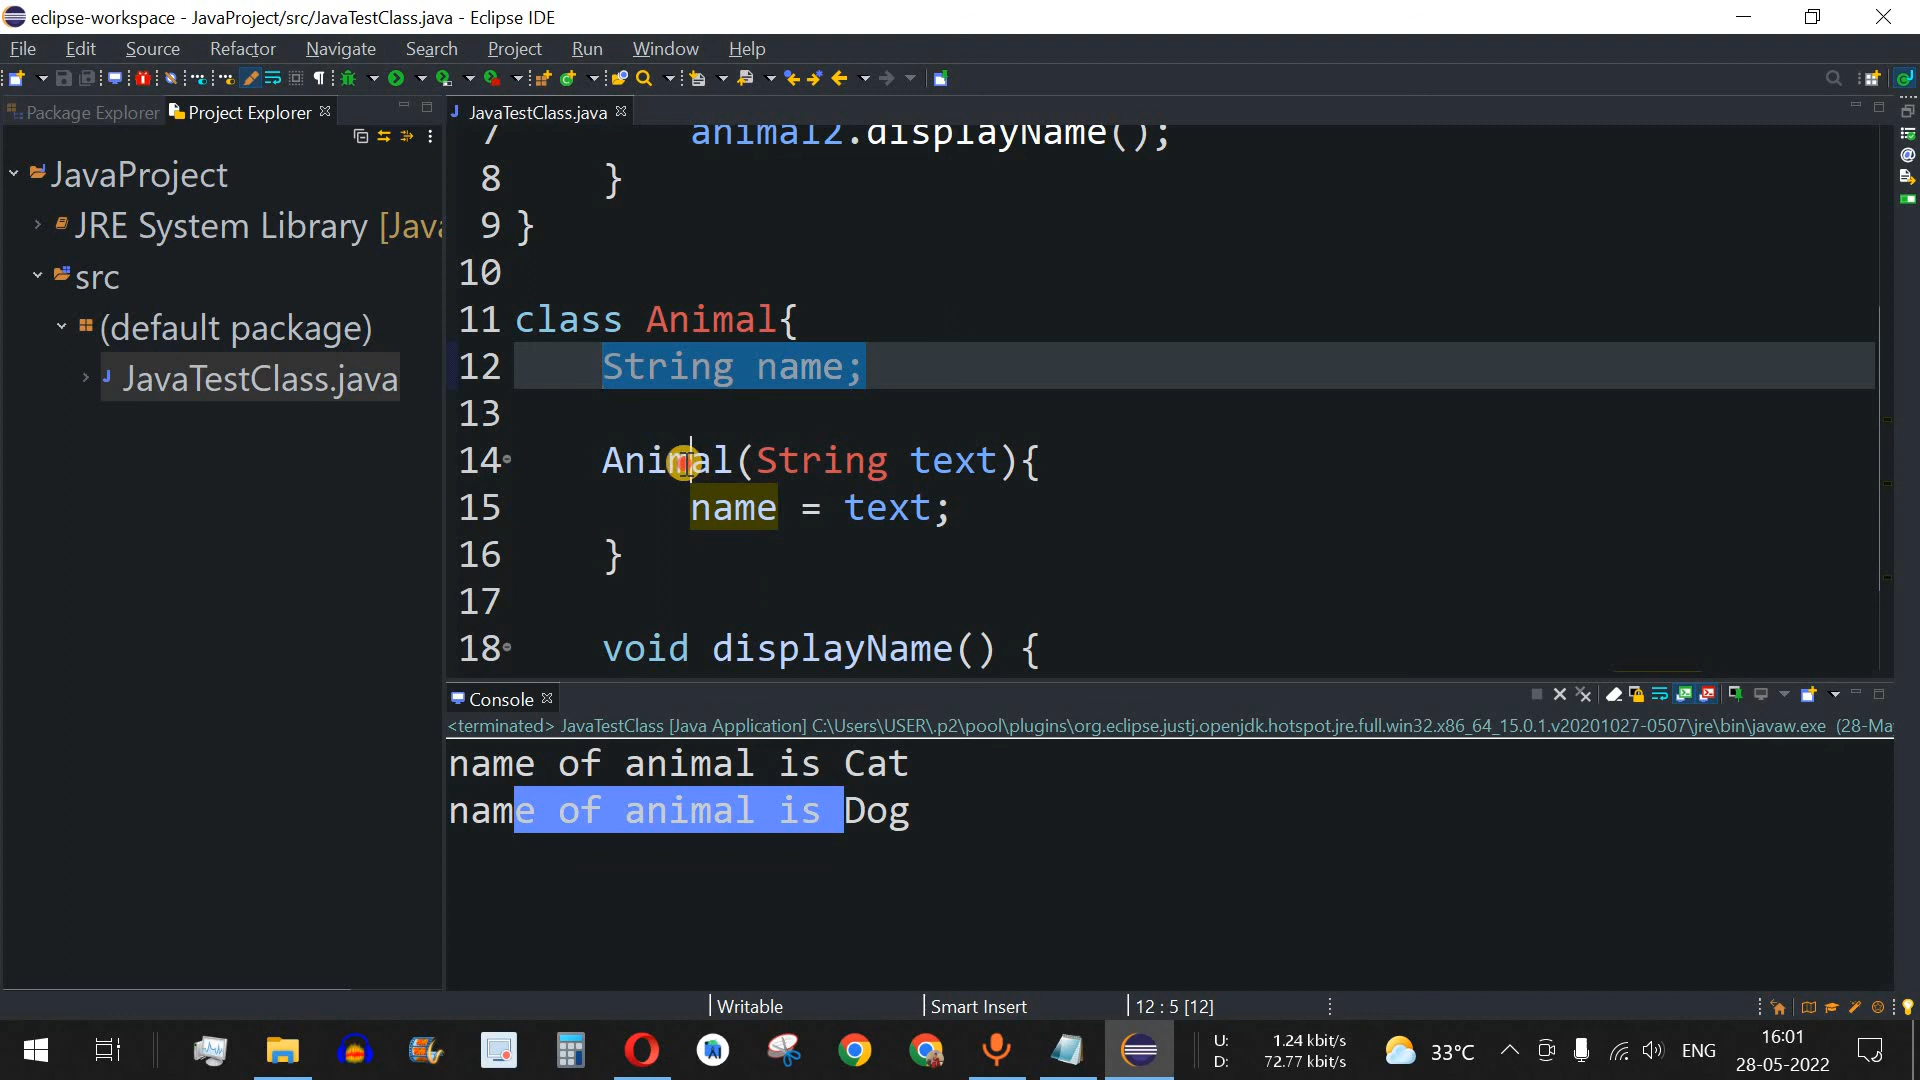 eclipse-workspace - JavaProject/src/JavaTestClass.java - Eclipse IDE
File Edit Source Refactor Navigate Search Project Run Window Help
Package Explorer Project Explorer
JavaTestClass.java
JavaProject
JRE System Library [Java
src
(default package)
JavaTestClass.java
7 animal2.displayName();
8 }
9 }
10
11 class Animal{
12 String name;
13
14 Animal(String text){
15 name = text;
16 }
17
18 void displayName() {
Console
<terminated> JavaTestClass [Java Application] C:\Users\USER\.p2\pool\plugins\org.eclipse.justj.openjdk.hotspot.jre.full.win32.x86_64_15.0.1.v20201027-0507\jre\bin\javaw.exe (28-Ma
name of animal is Cat
name of animal is Dog
Writable Smart Insert 12 : 5 [12]
U: 1.24 kbit/s
D: 72.77 kbit/s
33°C
ENG
16:01
28-05-2022